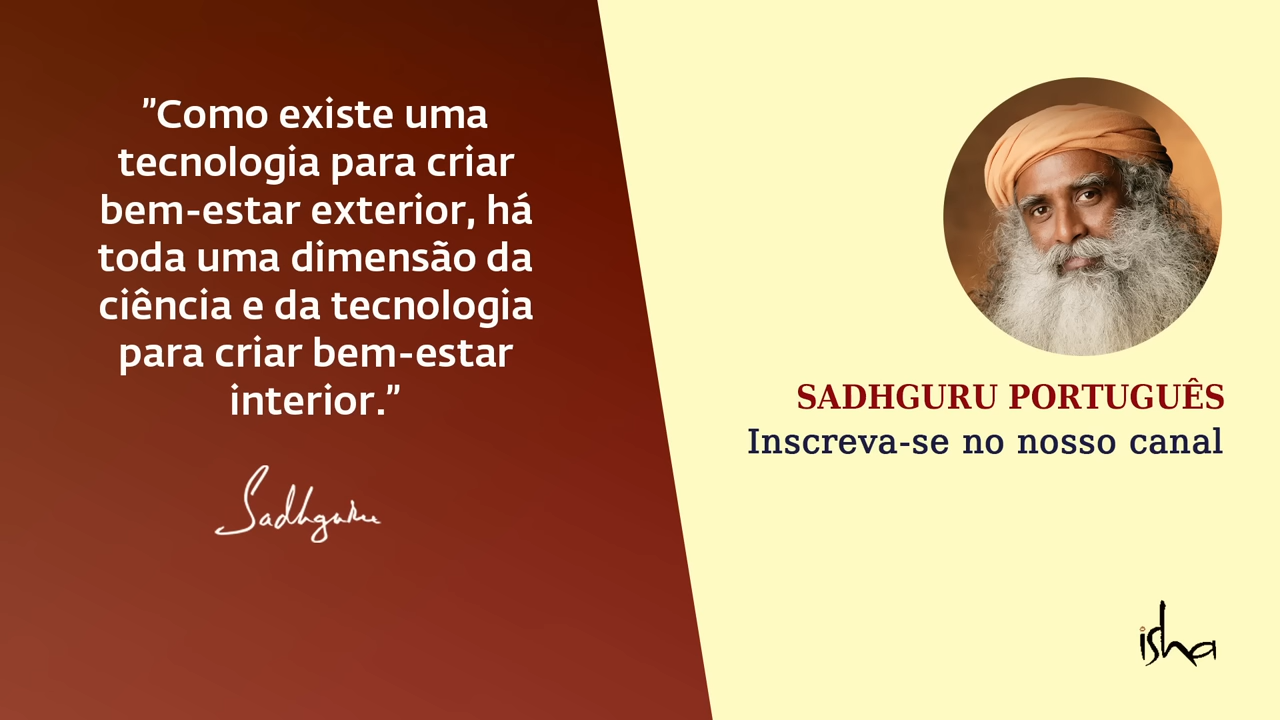 "Como existe uma
tecnologia para criar
bem-estar exterior, há
toda uma dimensão da
ciência e da tecnologia
para criar bem-estar
interior."
Sadhguru
SADHGURU PORTUGUÊS
Inscreva-se no nosso canal
isha